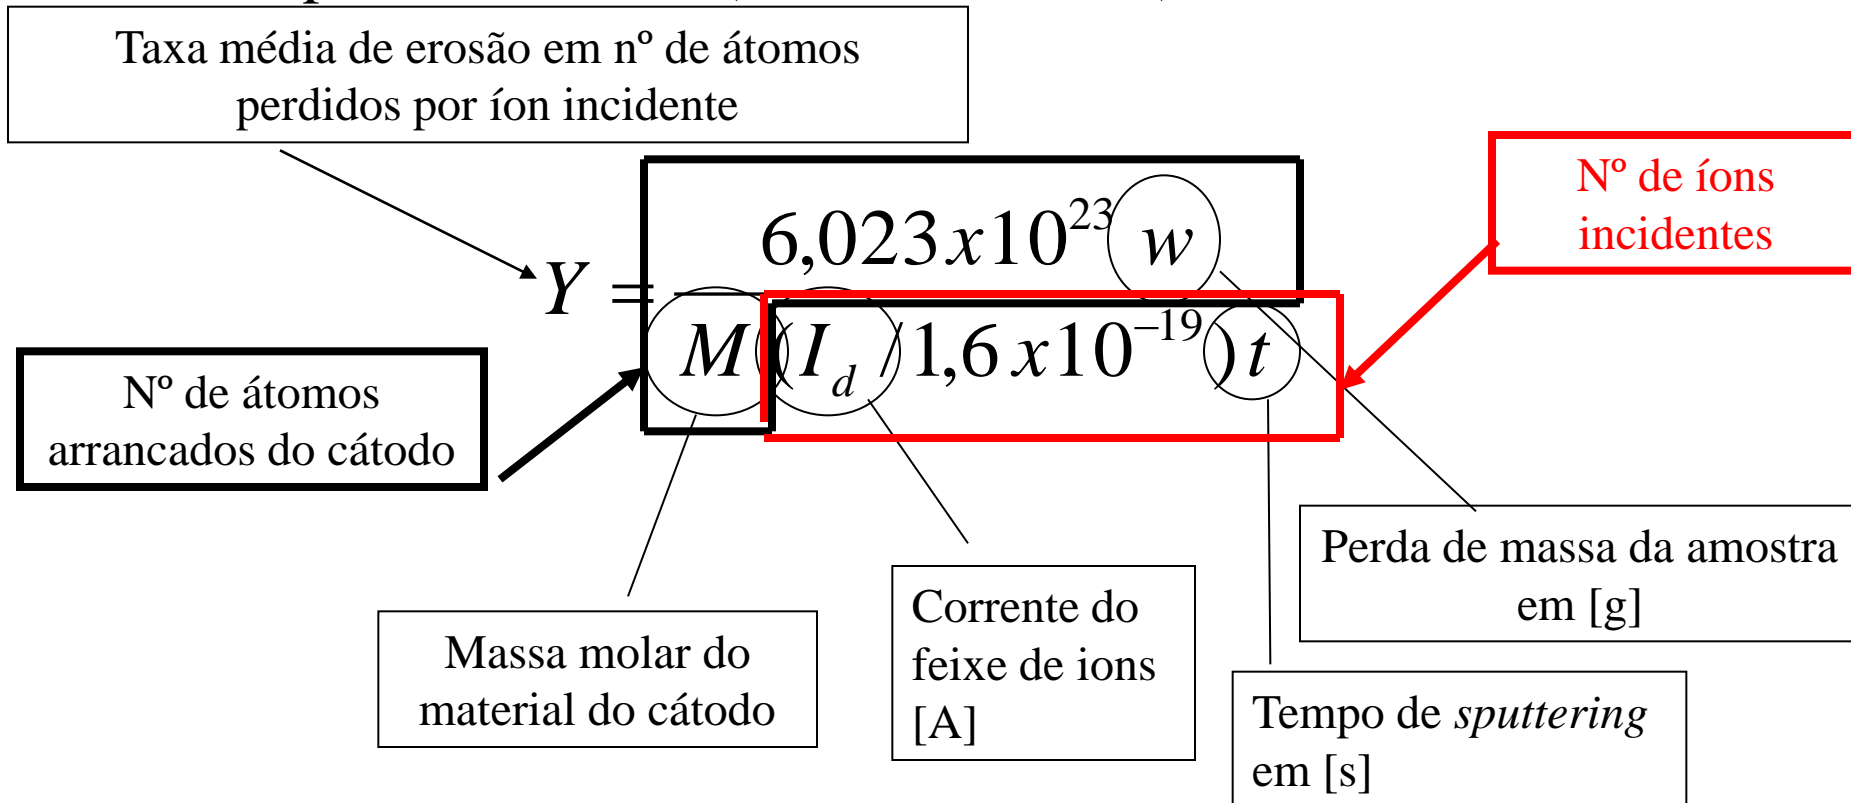 Taxa média de erosão em nº de átomos
perdidos por íon incidente
Nº de íons
incidentes
6,023x10^23 w
Y =
M(I_d /1,6x10^−19)t
Nº de átomos
arrancados do cátodo
Perda de massa da amostra
em [g]
Corrente do
feixe de ions
[A]
Massa molar do
material do cátodo
Tempo de sputtering
em [s]